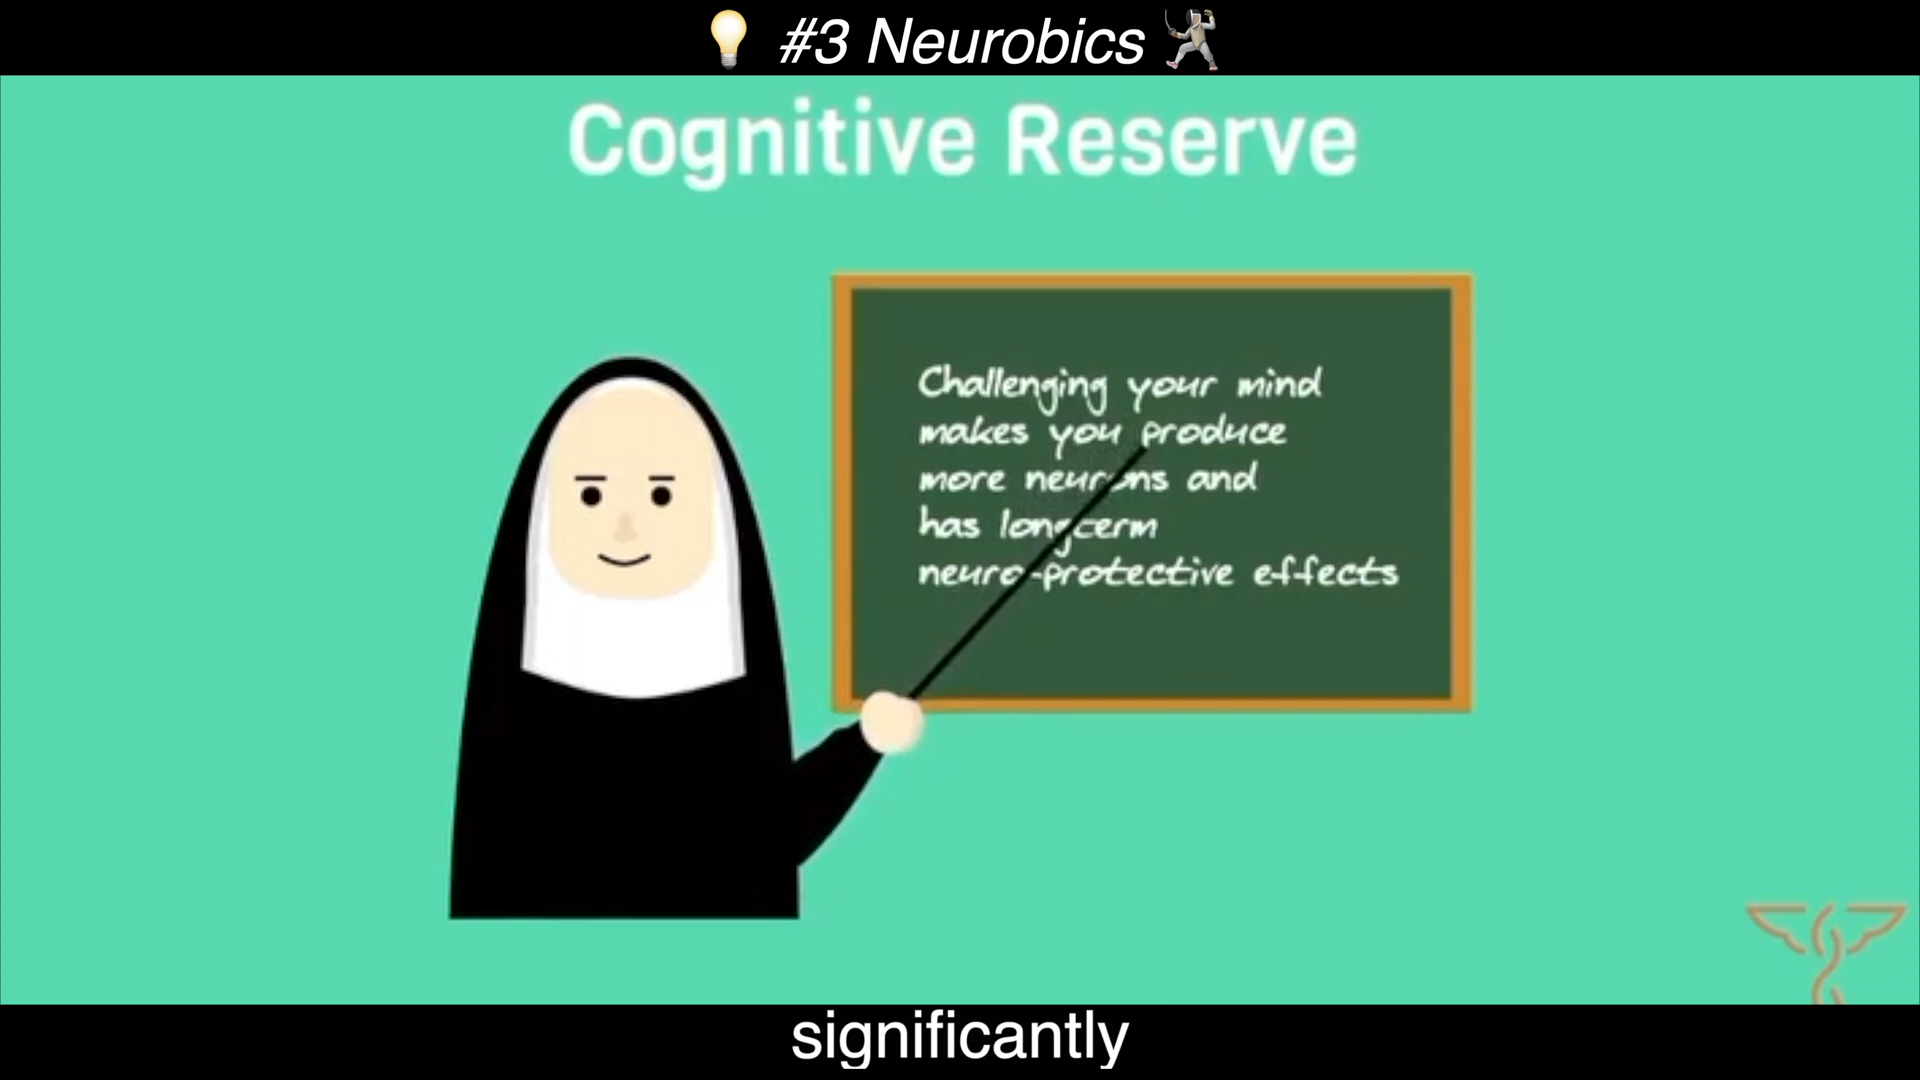 💡 #3 Neurobics 🤺
Cognitive Reserve
Challenging your mind
makes you produce
more neurons and
has longterm
neuro-protective effects
significantly